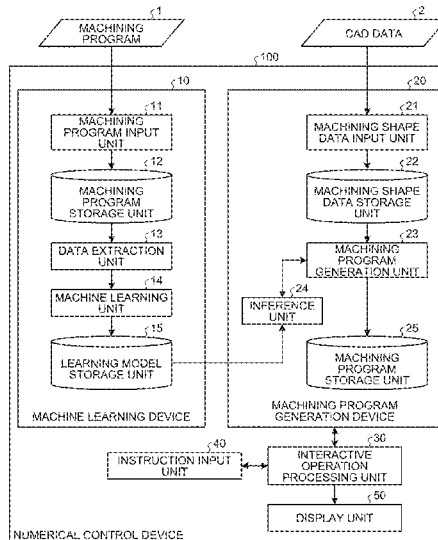 1
MACHINING
PROGRAM
2
CAD DATA
100
10
20
11
MACHINING
PROGRAM INPUT
UNIT
21
MACHINING SHAPE
DATA INPUT UNIT
12
MACHINING
PROGRAM
STORAGE UNIT
22
MACHINING SHAPE
DATA STORAGE
UNIT
13
DATA EXTRACTION
UNIT
23
MACHINING
PROGRAM
GENERATION UNIT
14
MACHINE LEARNING
UNIT
24
INFERENCE
UNIT
15
LEARNING MODEL
STORAGE UNIT
25
MACHINING
PROGRAM
STORAGE UNIT
MACHINE LEARNING DEVICE
MACHINING PROGRAM
GENERATION DEVICE
40
INSTRUCTION INPUT
UNIT
30
INTERACTIVE
OPERATION
PROCESSING UNIT
50
DISPLAY UNIT
NUMERICAL CONTROL DEVICE